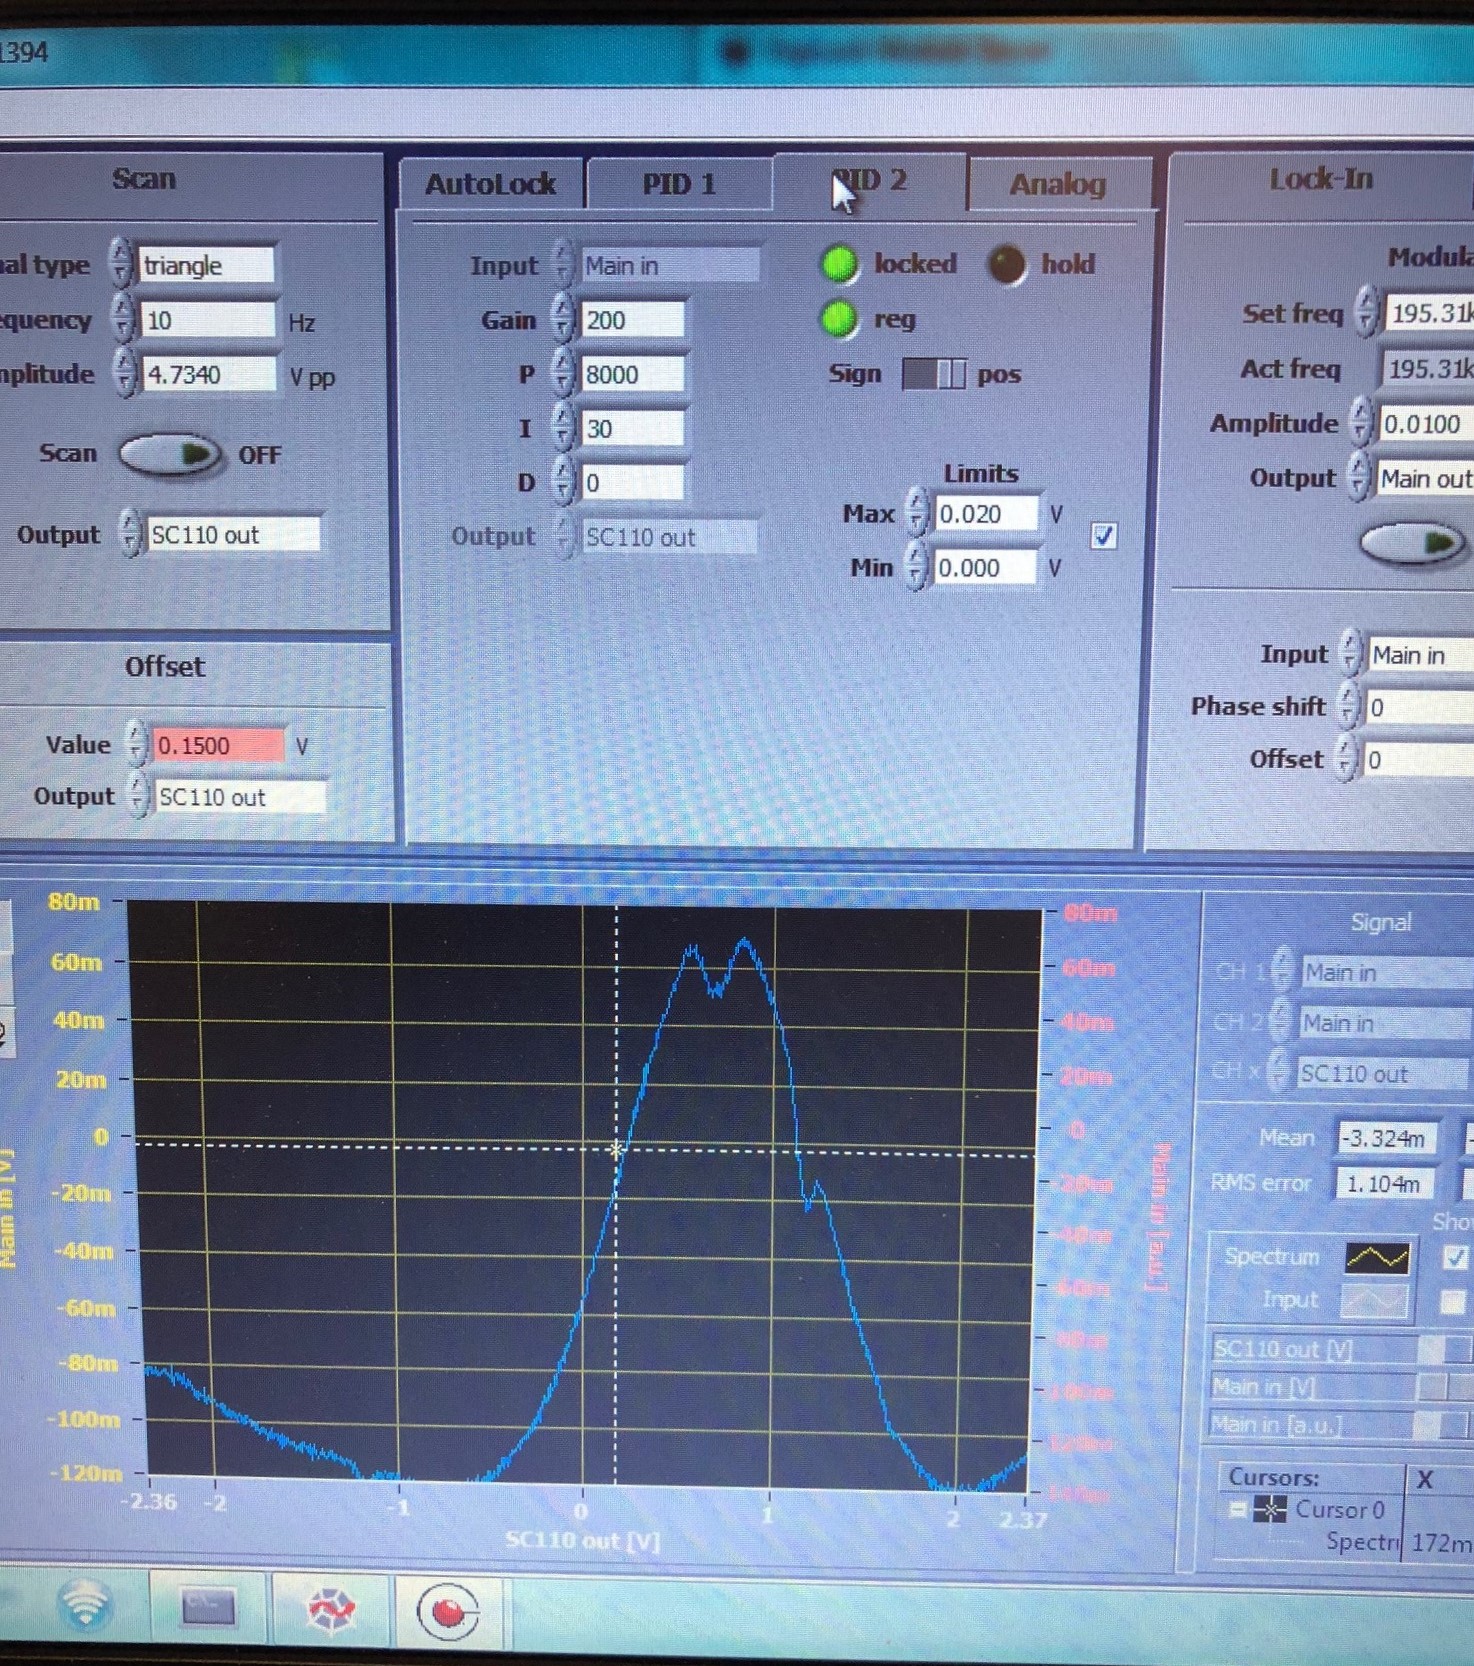 1394
Scan
AutoLock
PID 1
ID 2
Analog
Lock-In
al type
triangle
Input
Main in
locked
hold
Modula
equency
10
Hz
Gain
200
reg
Set freq
195.31k
mplitude
4.7340
V pp
P
8000
Sign
pos
Act freq
195.31k
Scan
OFF
I
30
Amplitude
0.0100
D
0
Limits
Output
Main out
Output
SC110 out
Output
SC110 out
Max
0.020
V
Min
0.000
V
Offset
Input
Main in
Value
0.1500
V
Phase shift
0
Output
SC110 out
Offset
0
80m
60m
40m
20m
0
-20m
-40m
-60m
-80m
-100m
-120m
Main in [V]
-2.36
-2
-1
0
1
2
2.37
SC110 out [V]
80m
60m
40m
20m
0
-20m
-40m
-60m
-80m
-100m
-120m
Main in [a.u.]
Signal
CH 1
Main in
CH 2
Main in
CH x
SC110 out
Mean
-3.324m
RMS error
1.104m
Sho
Spectrum
Input
SC110 out [V]
Main in [V]
Main in [a.u.]
Cursors:
X
Cursor 0
Spectr
172m